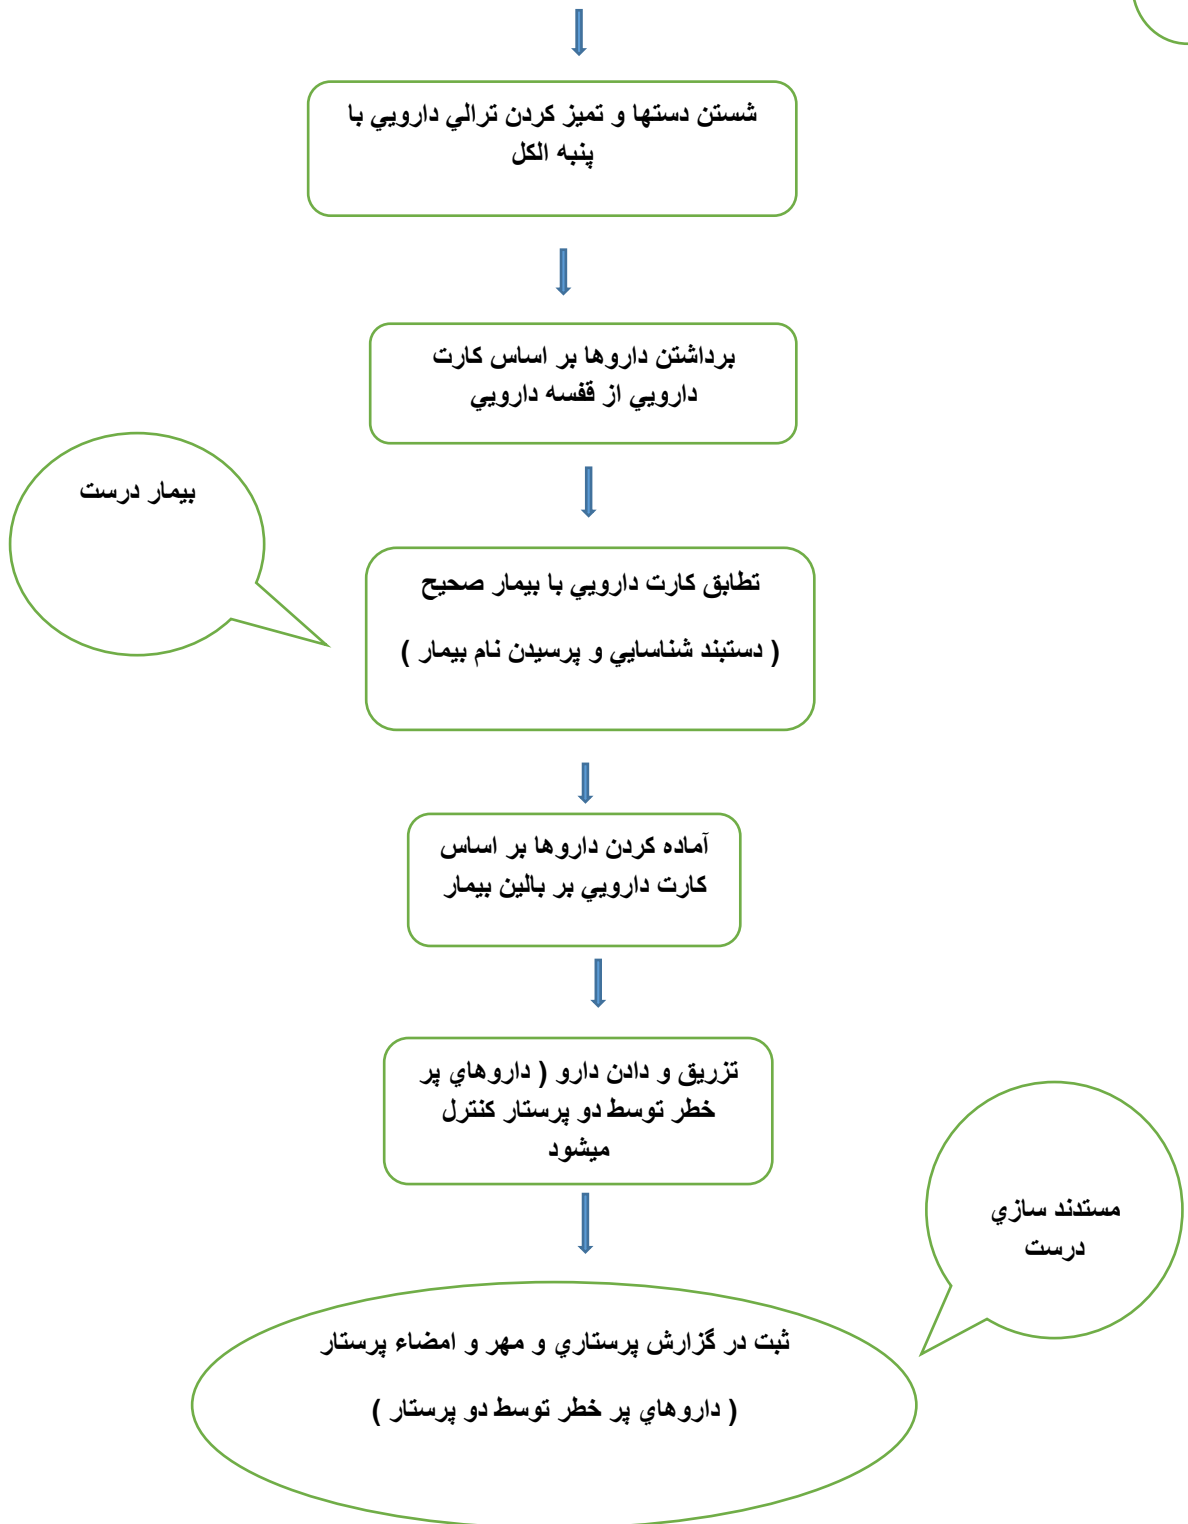 شستن دستها و تميز كردن ترالي دارويي با
پنبه الكل
برداشتن داروها بر اساس كارت
دارويي از قفسه دارويي
بيمار درست
تطابق كارت دارويي با بيمار صحيح
( دستبند شناسايي و پرسيدن نام بيمار )
آماده كردن داروها بر اساس
كارت دارويي بر بالين بيمار
تزريق و دادن دارو ( داروهاي پر
خطر توسط دو پرستار كنترل
ميشود
مستدند سازي
درست
ثبت در گزارش پرستاري و مهر و امضاء پرستار
( داروهاي پر خطر توسط دو پرستار )